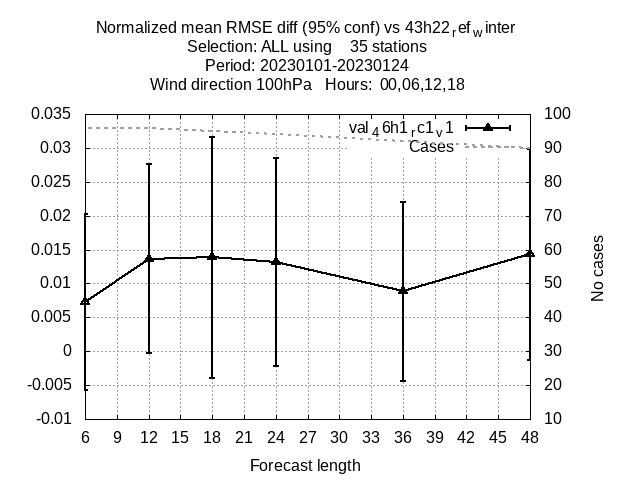 Normalized mean RMSE diff (95% conf) vs 43h22ref winter
Selection: ALL using 35 stations
Period: 20230101-20230124
Wind direction 100hPa Hours: 00,06,12,18
0.035 100
val46h1rc1v1
0.03 Cases 90
0.025 80
0.02 70
0.015 60
0.01 50
0.005 40
0 30
-0.005 20
-0.01 10
No cases
6 9 12 15 18 21 24 27 30 33 36 39 42 45 48
Forecast length